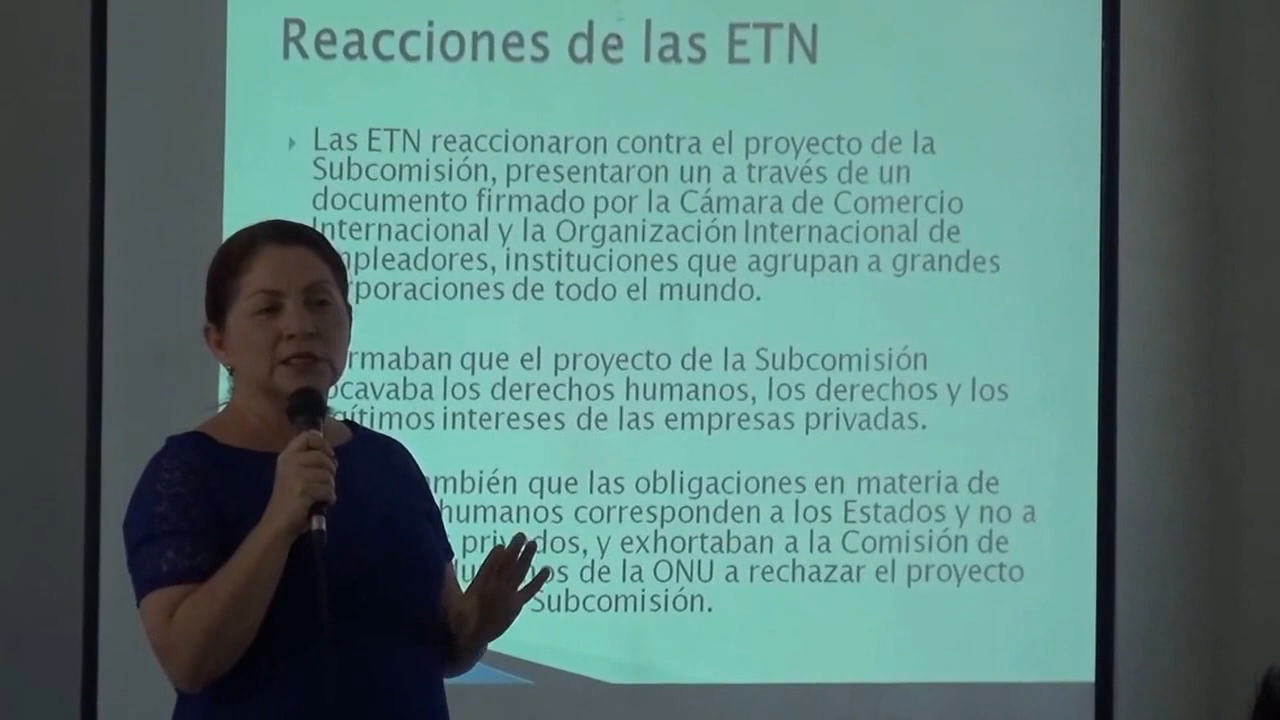 Reacciones de las ETN
Las ETN reaccionaron contra el proyecto de la
Subcomisión, presentaron un a través de un
documento firmado por la Cámara de Comercio
Internacional y la Organización Internacional de
mpleadores, instituciones que agrupan a grandes
rporaciones de todo el mundo.
rmaban que el proyecto de la Subcomisión
ocavaba los derechos humanos, los derechos y los
gítimos intereses de las empresas privadas.
mbién que las obligaciones en materia de
humanos corresponden a los Estados y no a
privados, y exhortaban a la Comisión de
de la ONU a rechazar el proyecto
Subcomisión.